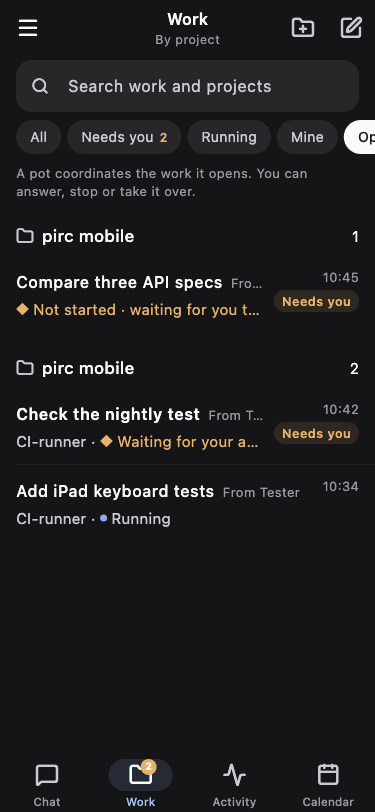 Work
By project
Search work and projects
All
Needs you 2
Running
Mine
Op
A pot coordinates the work it opens. You can
answer, stop or take it over.
pirc mobile 1
Compare three API specs Fro... 10:45
Not started · waiting for you t... Needs you
pirc mobile 2
Check the nightly test From T... 10:42
CI-runner · Waiting for your a... Needs you
Add iPad keyboard tests From Tester 10:34
CI-runner · Running
2
Chat
Work
Activity
Calendar